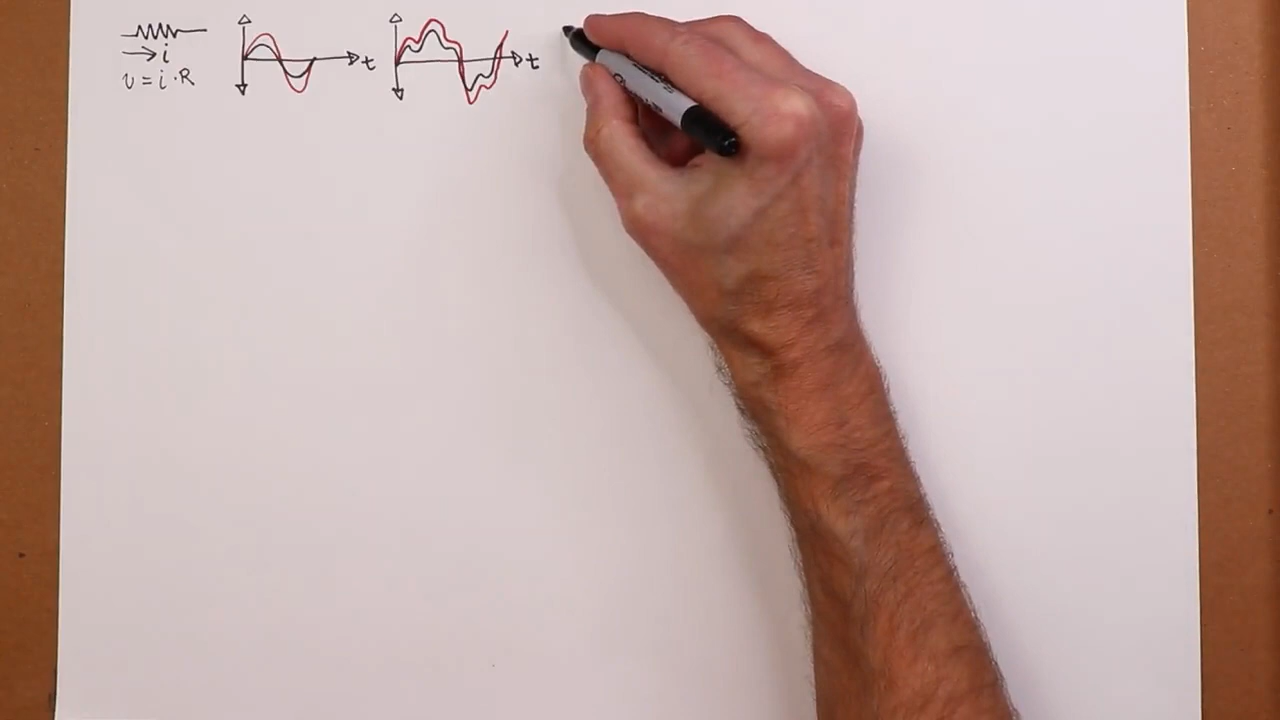 i
v = i · R
t
t